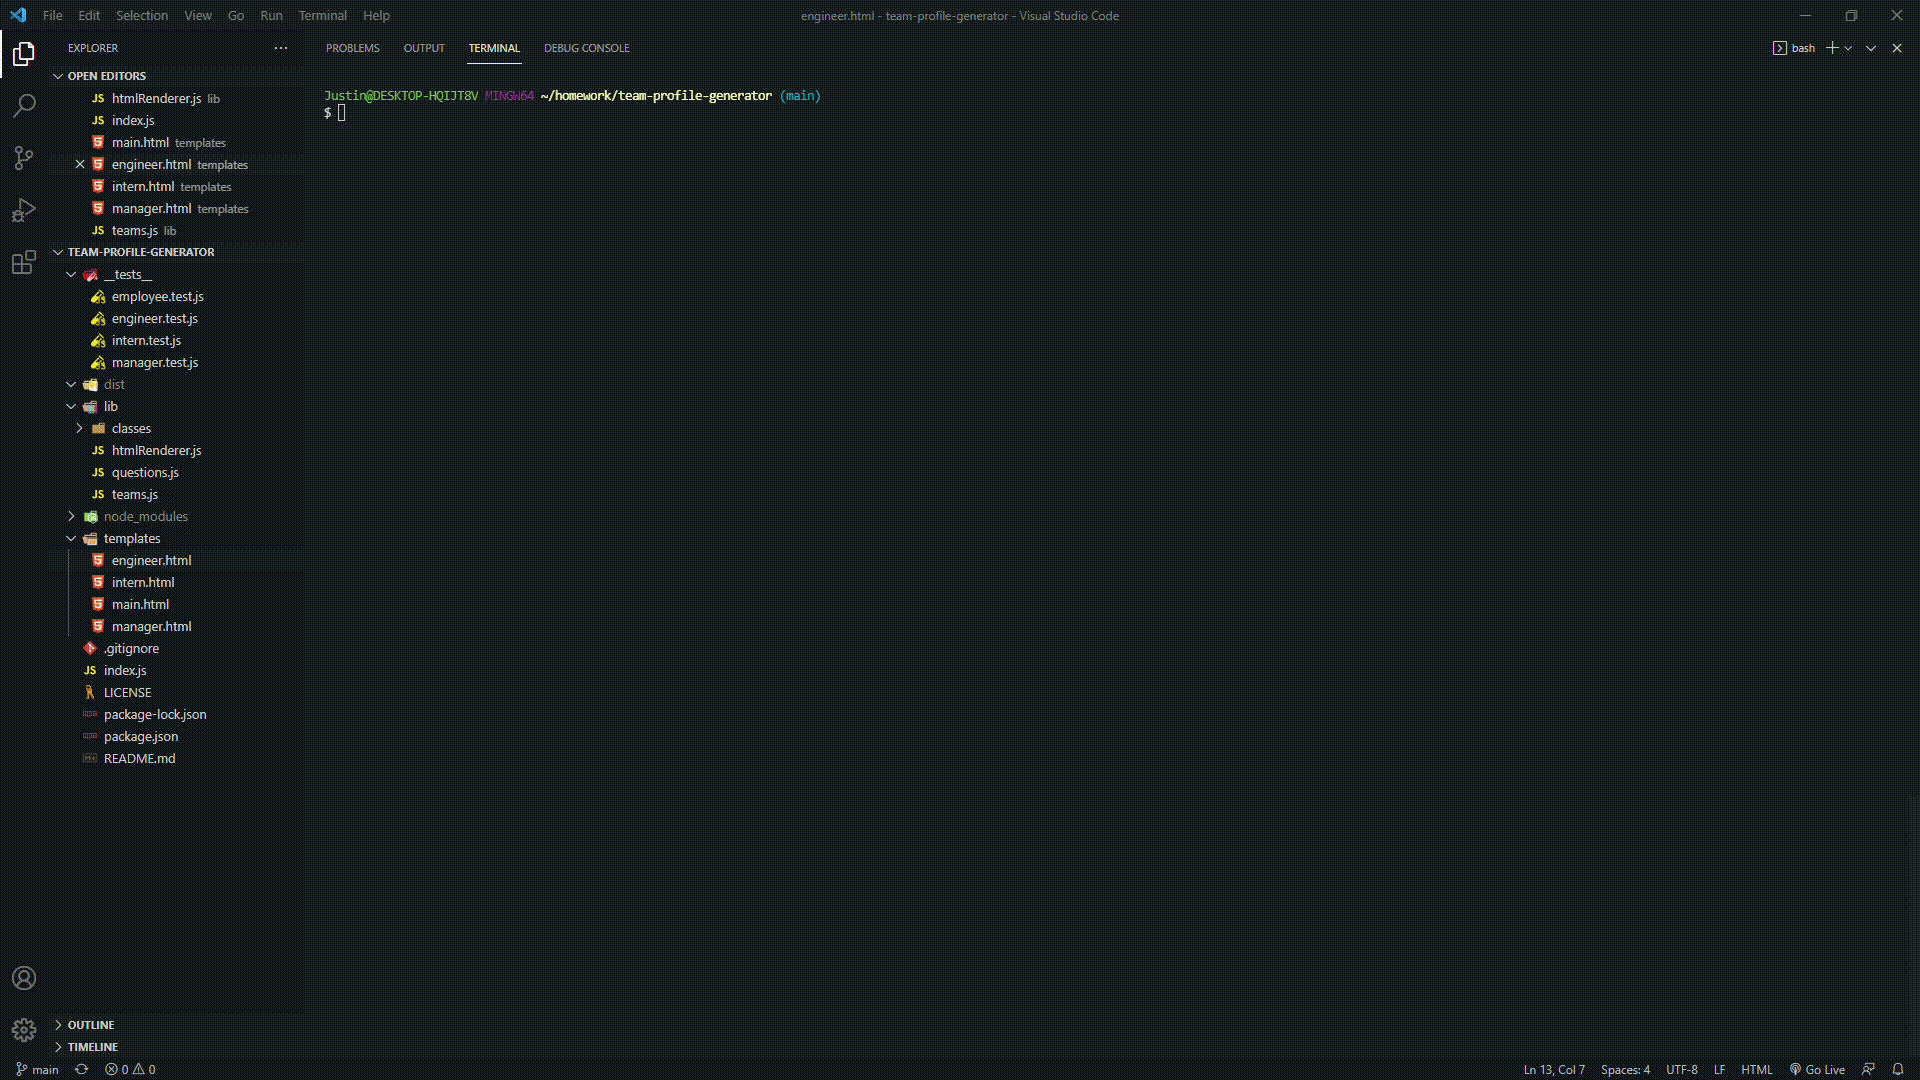 File Edit Selection View Go Run Terminal Help
engineer.html - team-profile-generator - Visual Studio Code
EXPLORER
OPEN EDITORS
JS htmlRenderer.js lib
JS index.js
main.html templates
engineer.html templates
intern.html templates
manager.html templates
JS teams.js lib
TEAM-PROFILE-GENERATOR
__tests__
employee.test.js
engineer.test.js
intern.test.js
manager.test.js
dist
lib
classes
JS htmlRenderer.js
JS questions.js
JS teams.js
node_modules
templates
engineer.html
intern.html
main.html
manager.html
.gitignore
JS index.js
LICENSE
package-lock.json
package.json
README.md
OUTLINE
TIMELINE
PROBLEMS OUTPUT TERMINAL DEBUG CONSOLE
bash
Justin@DESKTOP-HQIJT8V MINGW64 ~/homework/team-profile-generator (main)
$
main 0 0
Ln 13, Col 7 Spaces: 4 UTF-8 LF HTML Go Live